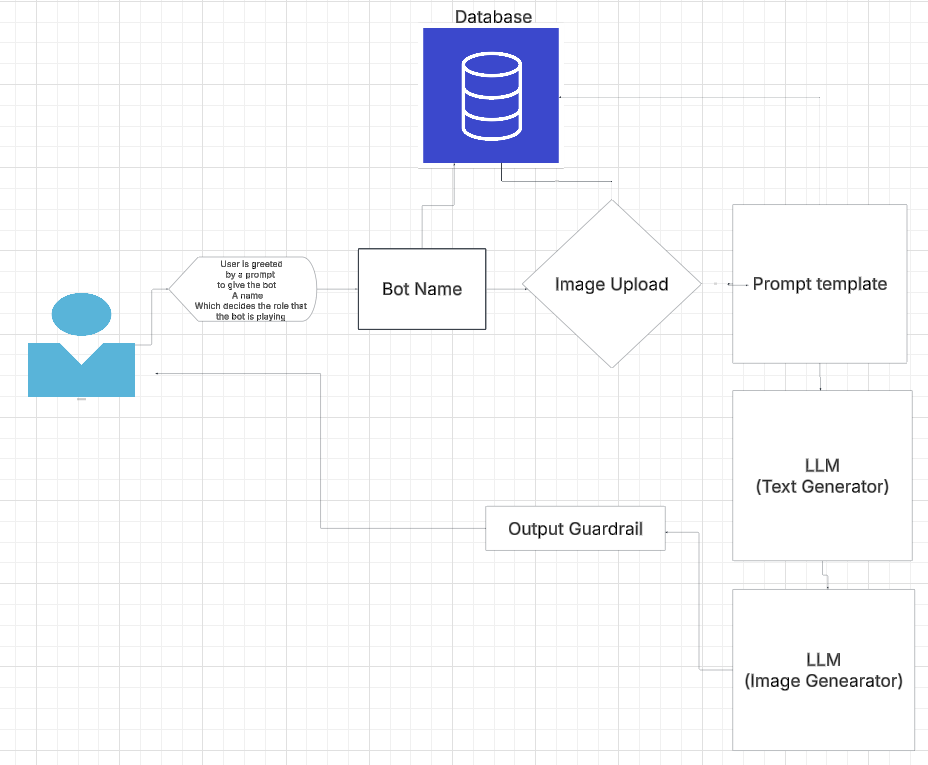 Database
User is greeted
by a prompt
to give the bot
A name
Which decides the role that
the bot is playing
Bot Name
Image Upload
Prompt template
LLM
(Text Generator)
Output Guardrail
LLM
(Image Genearator)